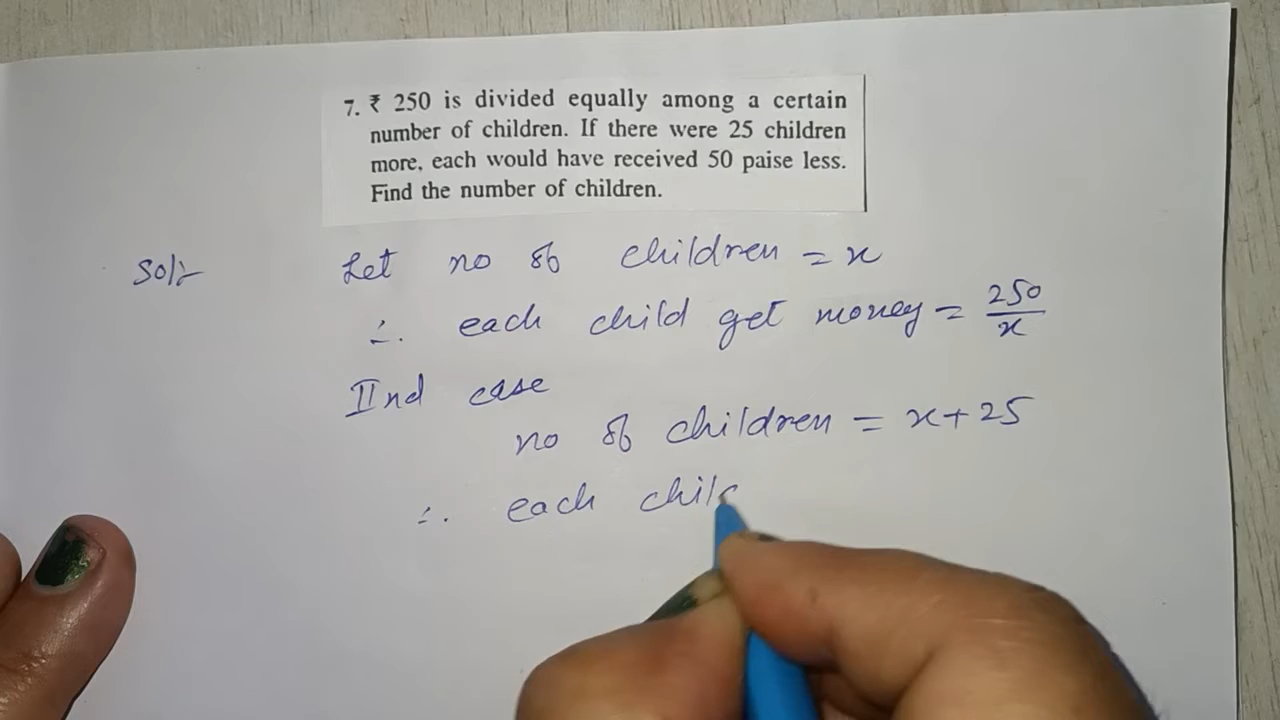 7. ₹ 250 is divided equally among a certain
number of children. If there were 25 children
more, each would have received 50 paise less.
Find the number of children.
Sol:- Let no of children = x
∴ each child get money = 250/x
IInd case
no of children = x+25
∴ each chil